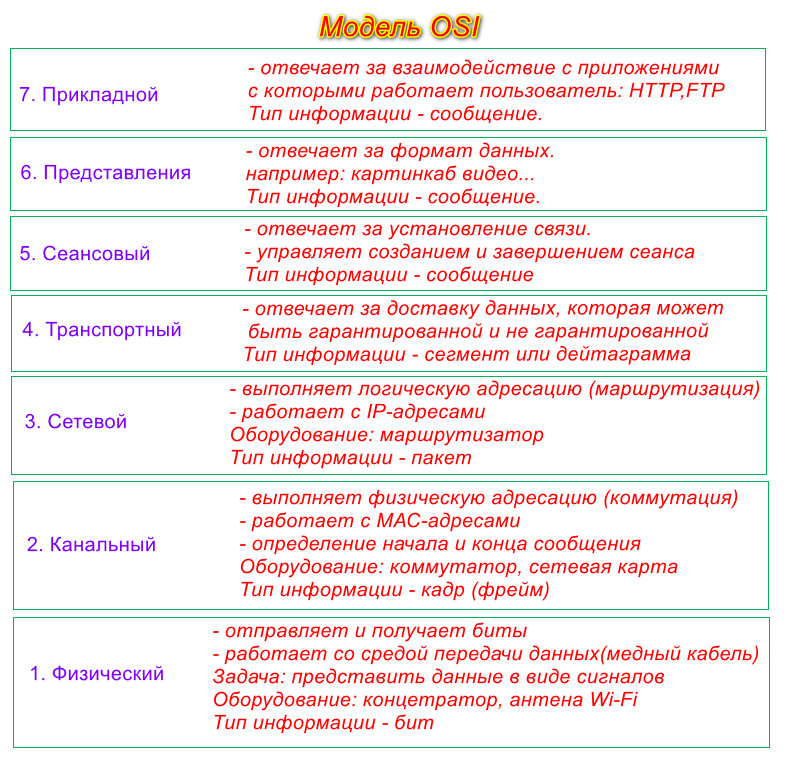 Модель OSI
7. Прикладной
- отвечает за взаимодействие с приложениями
с которыми работает пользователь: HTTP,FTP
Тип информации - сообщение.
6. Представления
- отвечает за формат данных.
например: картинкаб видео...
Тип информации - сообщение.
5. Сеансовый
- отвечает за установление связи.
- управляет созданием и завершением сеанса
Тип информации - сообщение
4. Транспортный
- отвечает за доставку данных, которая может
быть гарантированной и не гарантированной
Тип информации - сегмент или дейтаграмма
3. Сетевой
- выполняет логическую адресацию (маршрутизация)
- работает с IP-адресами
Оборудование: маршрутизатор
Тип информации - пакет
2. Канальный
- выполняет физическую адресацию (коммутация)
- работает с MAC-адресами
- определение начала и конца сообщения
Оборудование: коммутатор, сетевая карта
Тип информации - кадр (фрейм)
1. Физический
- отправляет и получает биты
- работает со средой передачи данных(медный кабель)
Задача: представить данные в виде сигналов
Оборудование: концетратор, антена Wi-Fi
Тип информации - бит